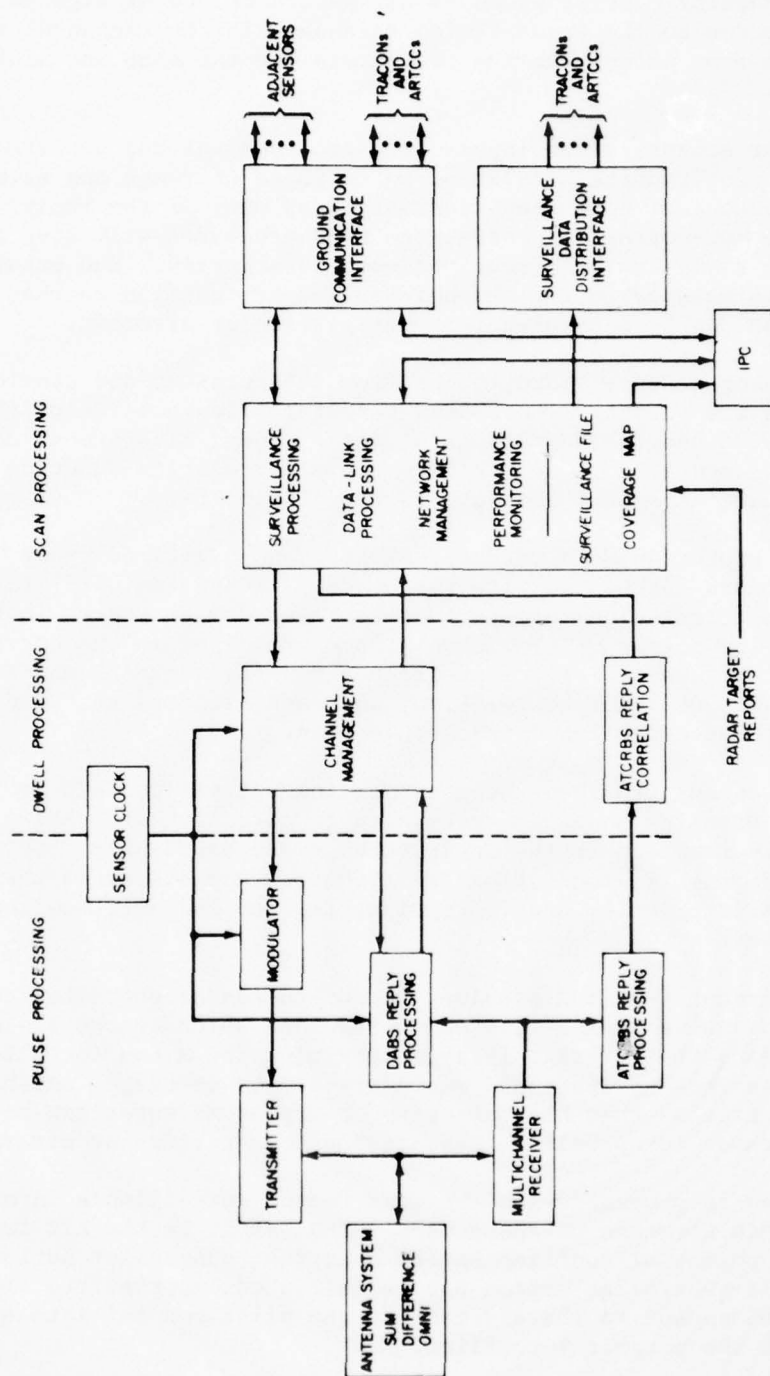 PULSE PROCESSING
DWELL PROCESSING
SCAN PROCESSING
SENSOR CLOCK
TRANSMITTER
MODULATOR
CHANNEL
MANAGEMENT
SURVEILLANCE
PROCESSING
DATA-LINK
PROCESSING
NETWORK
MANAGEMENT
PERFORMANCE
MONITORING
SURVEILLANCE FILE
COVERAGE MAP
GROUND
COMMUNICATION
INTERFACE
ADJACENT
SENSORS
TRACONs
AND
ARTCCs
ANTENNA SYSTEM
SUM
DIFFERENCE
OMNI
DABS REPLY
PROCESSING
SURVEILLANCE
DATA
DISTRIBUTION
INTERFACE
TRACONs
AND
ARTCCs
MULTICHANNEL
RECEIVER
ATCRBS REPLY
PROCESSING
ATCRBS REPLY
CORRELATION
RADAR TARGET
REPORTS
IPC